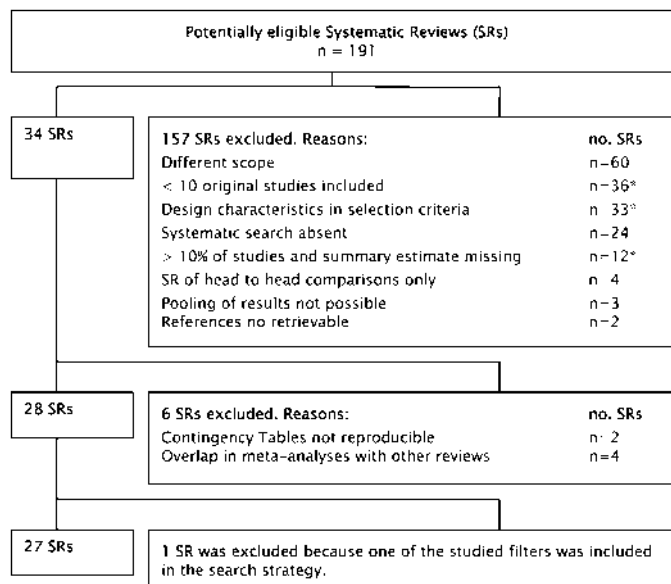 Potentially eligible Systematic Reviews (SRs)
n = 191
34 SRs
157 SRs excluded. Reasons: no. SRs
Different scope n=60
< 10 original studies included n=36*
Design characteristics in selection criteria n=33*
Systematic search absent n=24
> 10% of studies and summary estimate missing n=12*
SR of head to head comparisons only n=4
Pooling of results not possible n=3
References no retrievable n=2
28 SRs
6 SRs excluded. Reasons: no. SRs
Contingency Tables not reproducible n=2
Overlap in meta-analyses with other reviews n=4
27 SRs
1 SR was excluded because one of the studied filters was included
in the search strategy.